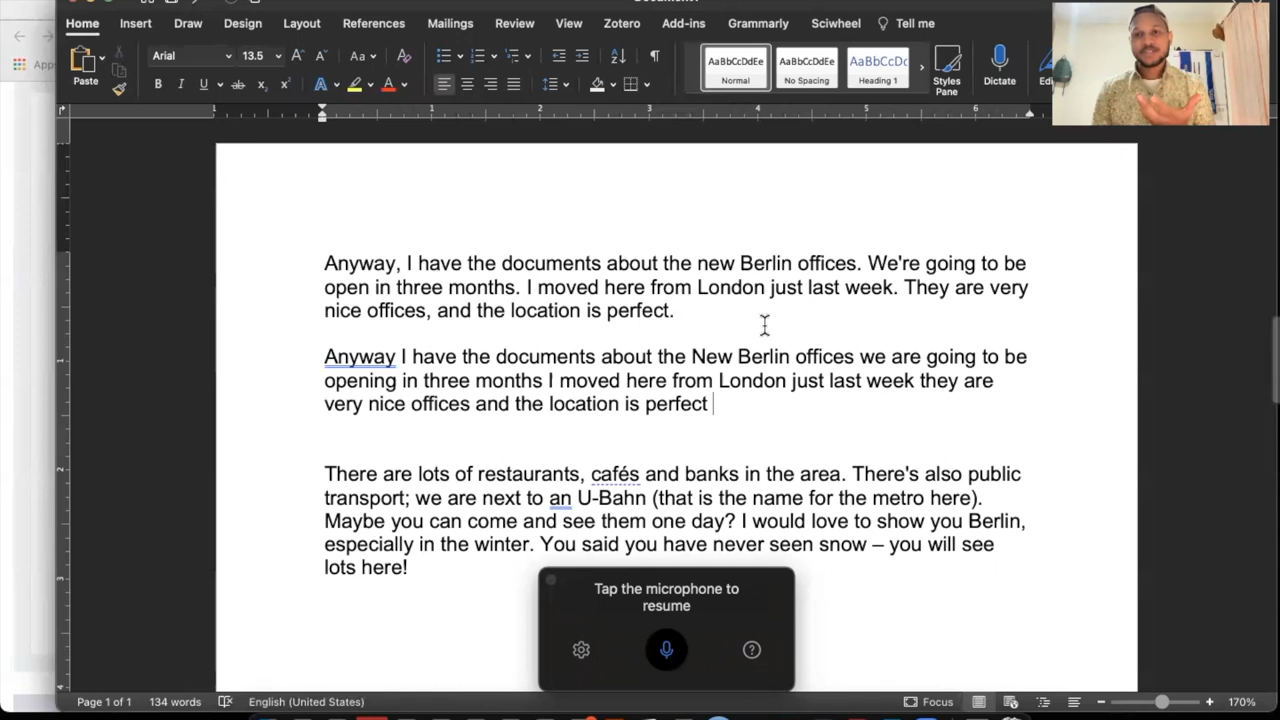 Home Insert Draw Design Layout References Mailings Review View Zotero Add-ins Grammarly Sciwheel Tell me
Paste
Arial
13.5
Aa
AaBbCcDdEe
Normal
AaBbCcDdEe
No Spacing
AaBbCcDc
Heading 1
Styles
Pane
Dictate
1 1 2 3 4 5 6
Anyway, I have the documents about the new Berlin offices. We're going to be
open in three months. I moved here from London just last week. They are very
nice offices, and the location is perfect.
Anyway I have the documents about the New Berlin offices we are going to be
opening in three months I moved here from London just last week they are
very nice offices and the location is perfect
There are lots of restaurants, cafés and banks in the area. There's also public
transport; we are next to an U-Bahn (that is the name for the metro here).
Maybe you can come and see them one day? I would love to show you Berlin,
especially in the winter. You said you have never seen snow – you will see
lots here!
Tap the microphone to
resume
Page 1 of 1 134 words English (United States) Focus 170%